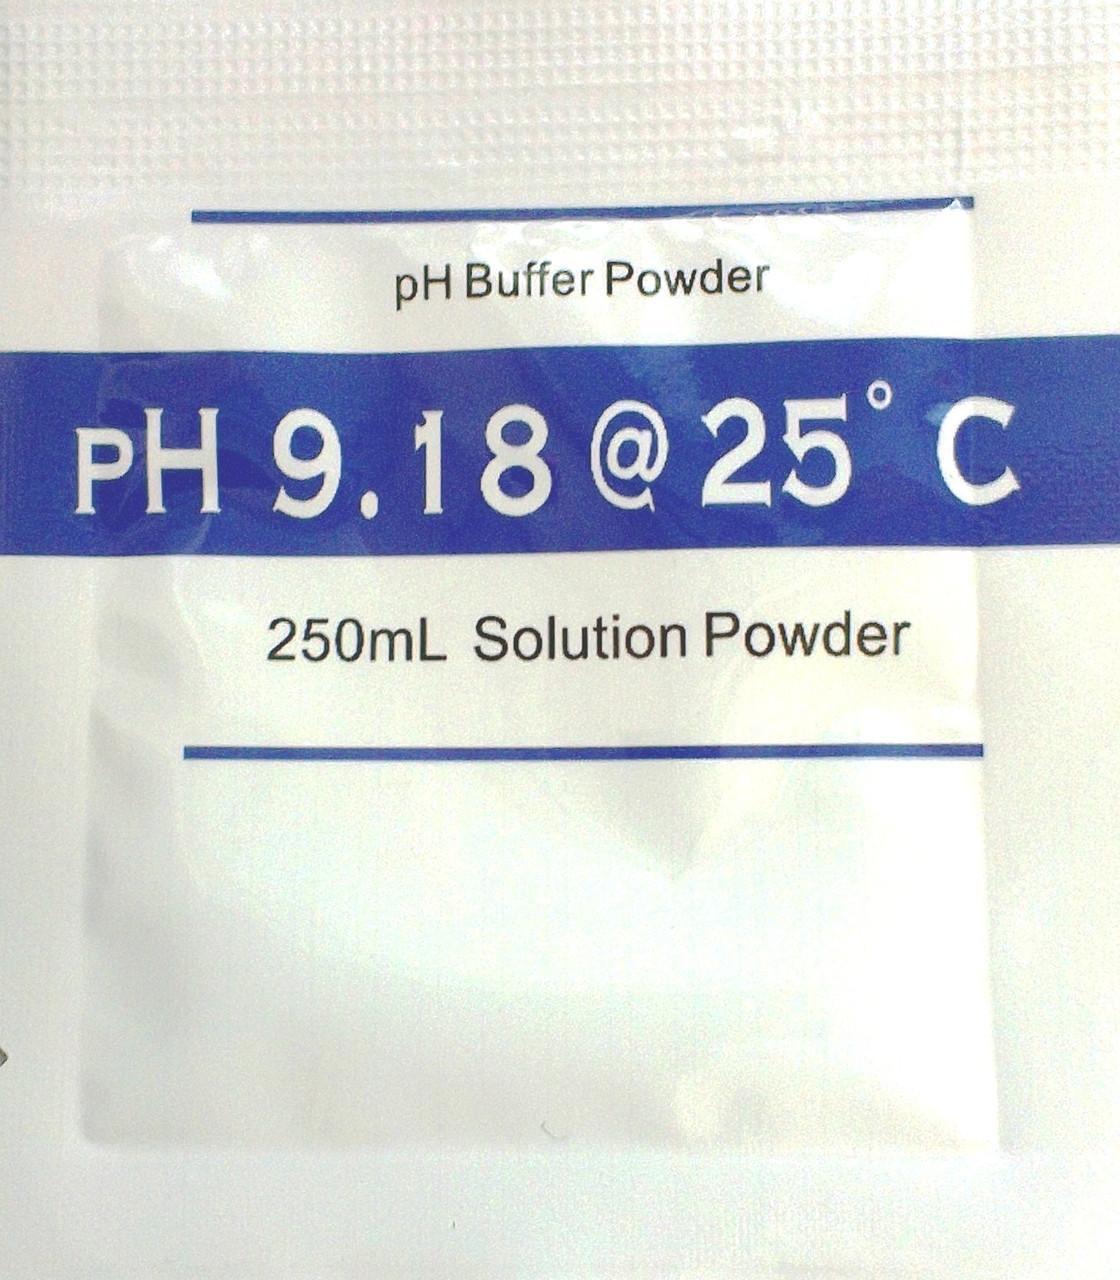 pH Buffer Powder
PH 9.18@25°C
250mL Solution Powder